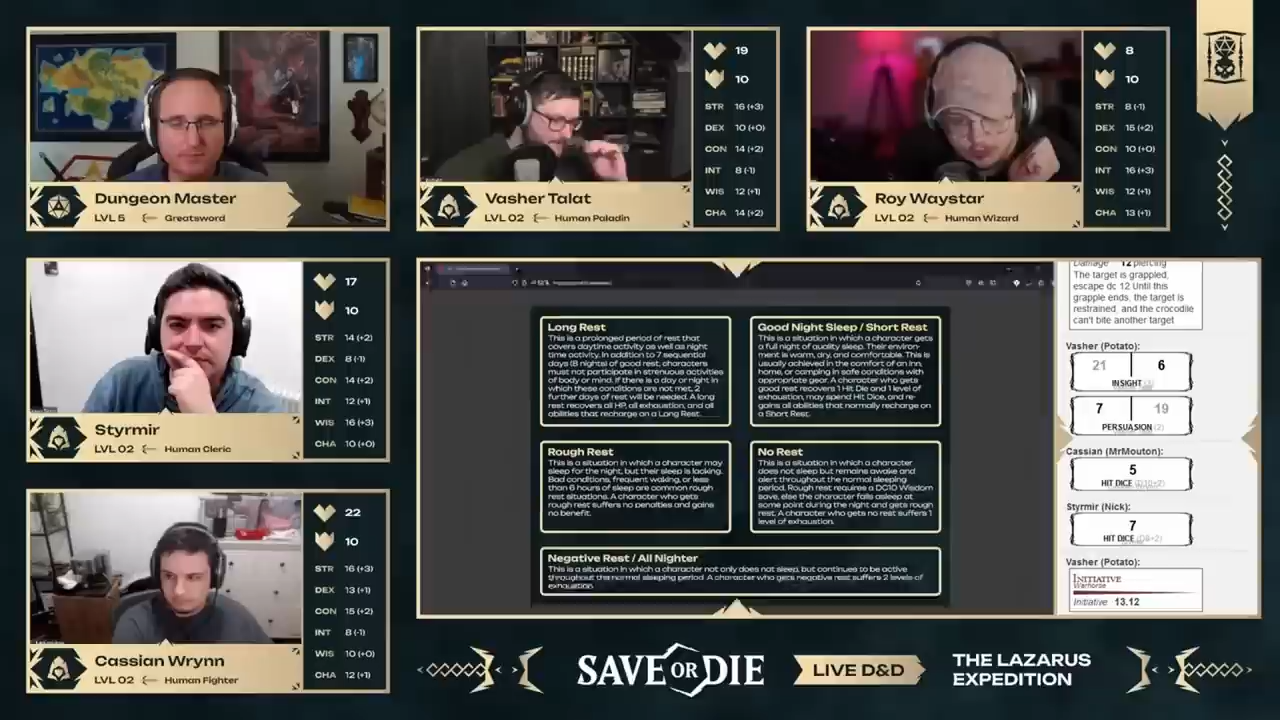 Dungeon Master
LVL 5 Greatsword
Vasher Talat
LVL 02 Human Paladin
19
10
STR 16 (+3)
DEX 10 (+0)
CON 14 (+2)
INT 8 (-1)
WIS 12 (+1)
CHA 14 (+2)
Roy Waystar
LVL 02 Human Wizard
8
10
STR 8 (-1)
DEX 15 (+2)
CON 10 (+0)
INT 16 (+3)
WIS 12 (+1)
CHA 13 (+1)
Styrmir
LVL 02 Human Cleric
17
10
STR 14 (+2)
DEX 8 (-1)
CON 14 (+2)
INT 12 (+1)
WIS 16 (+3)
CHA 10 (+0)
Cassian Wrynn
LVL 02 Human Fighter
22
10
STR 16 (+3)
DEX 13 (+1)
CON 15 (+2)
INT 8 (-1)
WIS 10 (+0)
CHA 12 (+1)
Long Rest
This is a prolonged period of rest that
covers daytime activity as well as night
time activity. In addition to 7 sequential
days (8 nights) of good rest, characters
must not participate in strenuous activities
of body or mind. If there is a day or night in
which these conditions are not met, 2
further days of rest will be needed. A long
rest recovers all HP, all exhaustion, and all
abilities that recharge on a Long Rest.
Good Night Sleep / Short Rest
This is a situation in which a character gets
a full night of quality sleep. Their environ-
ment is warm, dry, and comfortable. This is
usually achieved in the comfort of an Inn,
home, or camping in safe conditions with
appropriate gear. A character who gets
good rest recovers 1 Hit Die and 1 level of
exhaustion, may spend Hit Dice, and re-
gains all abilities that normally recharge on
a Short Rest.
Rough Rest
This is a situation in which a character may
sleep for the night, but their sleep is lacking.
Bad conditions, frequent waking, or less
than 6 hours of sleep are common rough
rest situations. A character who gets
rough rest suffers no penalties and gains
no benefit.
No Rest
This is a situation in which a character
does not sleep but remains awake and
alert throughout the normal sleeping
period. Rough rest requires a DC10 Wisdom
save, else the character falls asleep at
some point during the night and gets rough
rest. A character who gets no rest suffers 1
level of exhaustion.
Negative Rest / All Nighter
This is a situation in which a character not only does not sleep, but continues to be active
throughout the normal sleeping period. A character who gets negative rest suffers 2 levels of
exhaustion.
Damage 12 piercing
The target is grappled,
escape dc 12 Until this
grapple ends, the target is
restrained, and the crocodile
can't bite another target
Vasher (Potato):
21 6
INSIGHT
7 19
PERSUASION (2)
Cassian (MrMouton):
5
HIT DICE (1D10+2)
Styrmir (Nick):
7
HIT DICE (D8+2)
Vasher (Potato):
INITIATIVE
Warhorse
Initiative 13.12
SAVE OR DIE
LIVE D&D
THE LAZARUS
EXPEDITION